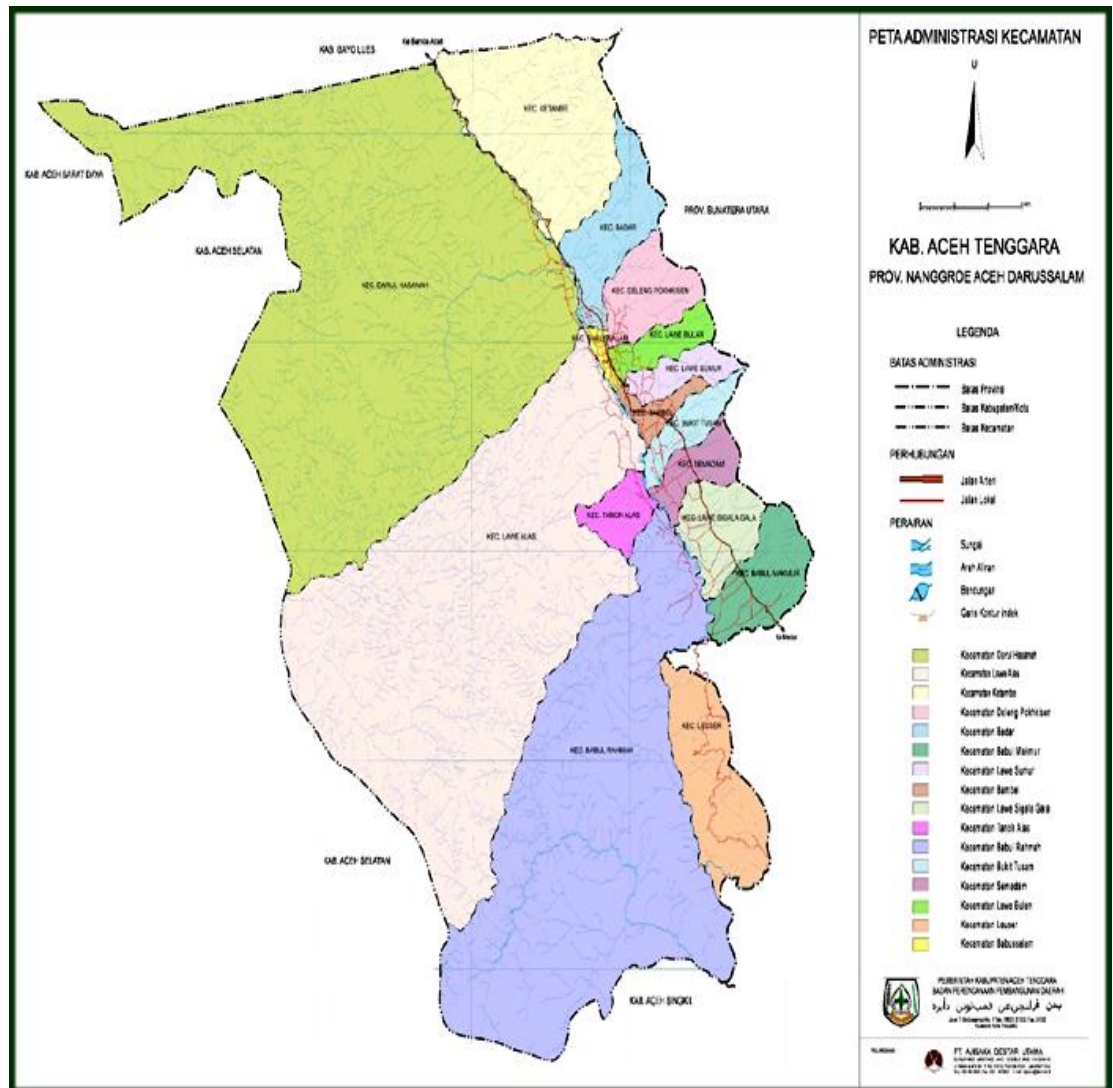 PETA ADMINISTRASI KECAMATAN
U
KAB. ACEH TENGGARA
PROV. NANGGROE ACEH DARUSSALAM
LEGENDA
BATAS ADMINISTRASI
Batas Provinsi
Batas Kabupaten/Kota
Batas Kecamatan
PERHUBUNGAN
Jalan Arteri
Jalan Lokal
PERAIRAN
Sungai
Arah Aliran
Bendungan
Garis Kontur indek
Kecamatan Darul Hasanah
Kecamatan Lawe Alas
Kecamatan Ketambe
Kecamatan Deleng Pokhkisen
Kecamatan Badar
Kecamatan Babul Makmur
Kecamatan Lawe Sumur
Kecamatan Bambel
Kecamatan Lawe Sigala Gala
Kecamatan Tanoh Alas
Kecamatan Babul Rahmah
Kecamatan Bukit Tusam
Kecamatan Semadam
Kecamatan Lawe Bulan
Kecamatan Leuser
Kecamatan Babussalam
PEMERINTAH KABUPATEN ACEH TENGGARA
BADAN PERENCANAAN PEMBANGUNAN DAERAH
KAB. GAYO LUES
Ke Banda Aceh
KEC. KETAMBE
KAB. ACEH BARAT DAYA
KAB. ACEH SELATAN
PROV. SUMATERA UTARA
KEC. BADAR
KEC. DARUL HASANAH
KEC. DELENG POKHKISEN
KEC. LAWE BULAN
KEC. LAWE SUMUR
KEC. BUKIT TUSAM
KEC. SEMADAM
KEC. TANOH ALAS
KEC. LAWE SIGALA GALA
KEC. LAWE ALAS
KEC. BABUL MAKMUR
Ke Medan
KEC. LEUSER
KEC. BABUL RAHMAH
KAB. ACEH SELATAN
KAB. ACEH SINGKIL